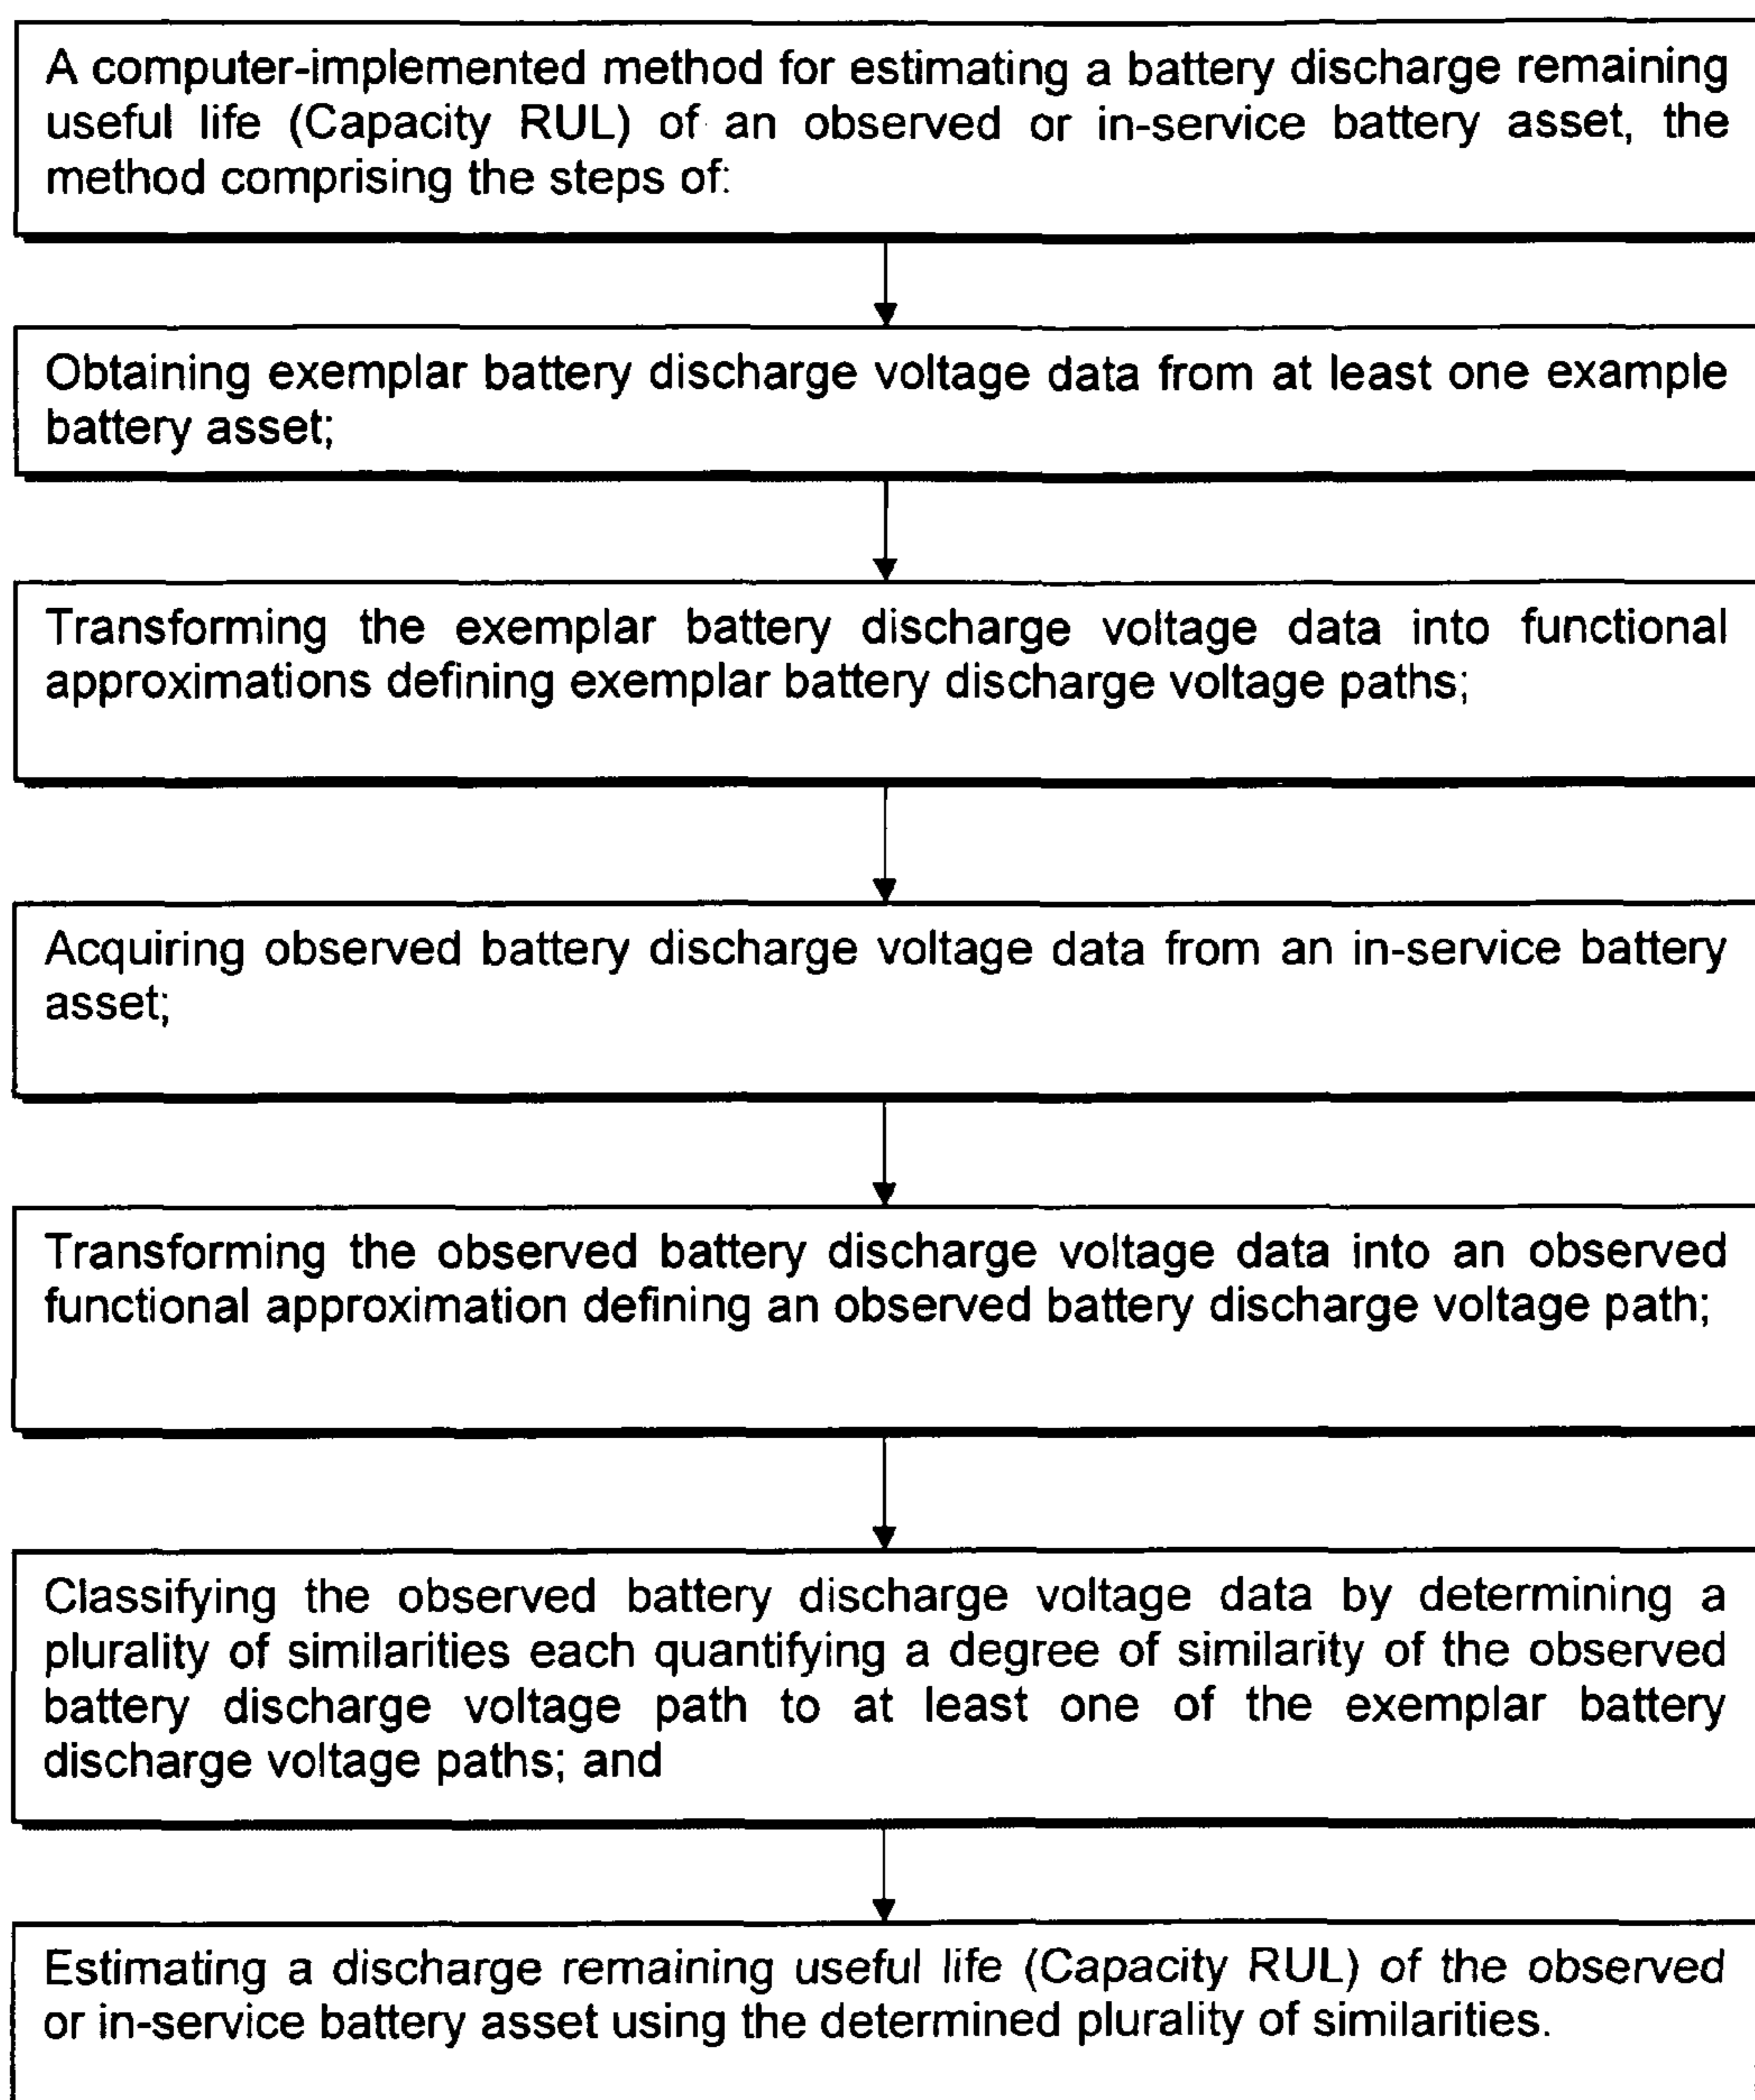 A computer-implemented method for estimating a battery discharge remaining
useful life (Capacity RUL) of an observed or in-service battery asset, the
method comprising the steps of:
Obtaining exemplar battery discharge voltage data from at least one example
battery asset;
Transforming the exemplar battery discharge voltage data into functional
approximations defining exemplar battery discharge voltage paths;
Acquiring observed battery discharge voltage data from an in-service battery
asset;
Transforming the observed battery discharge voltage data into an observed
functional approximation defining an observed battery discharge voltage path;
Classifying the observed battery discharge voltage data by determining a
plurality of similarities each quantifying a degree of similarity of the observed
battery discharge voltage path to at least one of the exemplar battery
discharge voltage paths; and
Estimating a discharge remaining useful life (Capacity RUL) of the observed
or in-service battery asset using the determined plurality of similarities.